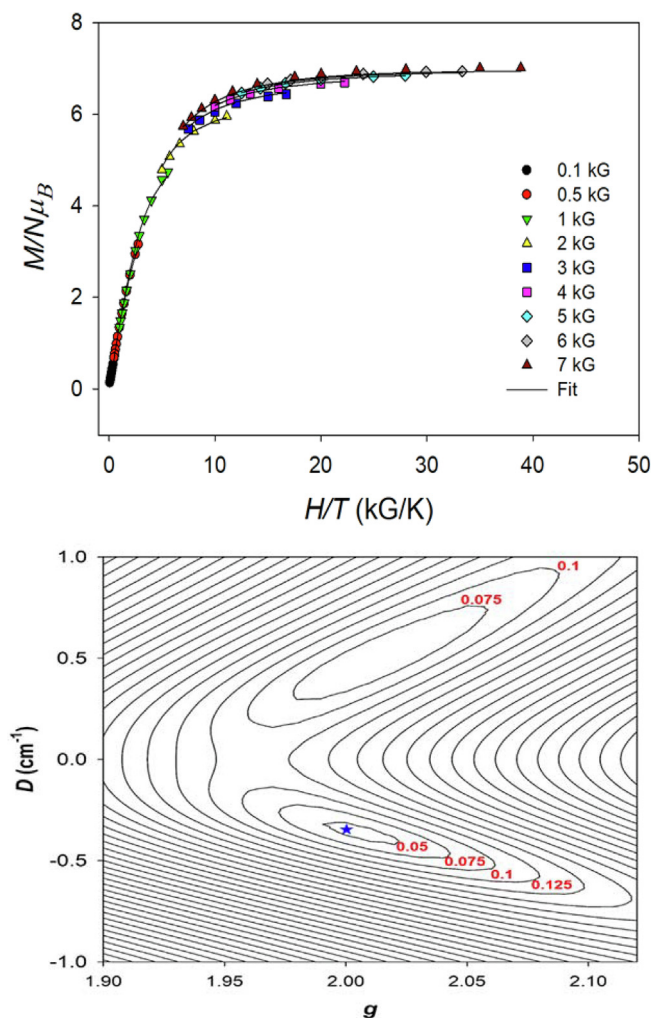 8
6
4
2
0
M/NμB
0.1 kG
0.5 kG
1 kG
2 kG
3 kG
4 kG
5 kG
6 kG
7 kG
Fit
0 10 20 30 40 50
H/T (kG/K)
1.0
0.5
0.0
-0.5
-1.0
D (cm-1)
0.1
0.075
0.05
0.075
0.1
0.125
1.90 1.95 2.00 2.05 2.10
g